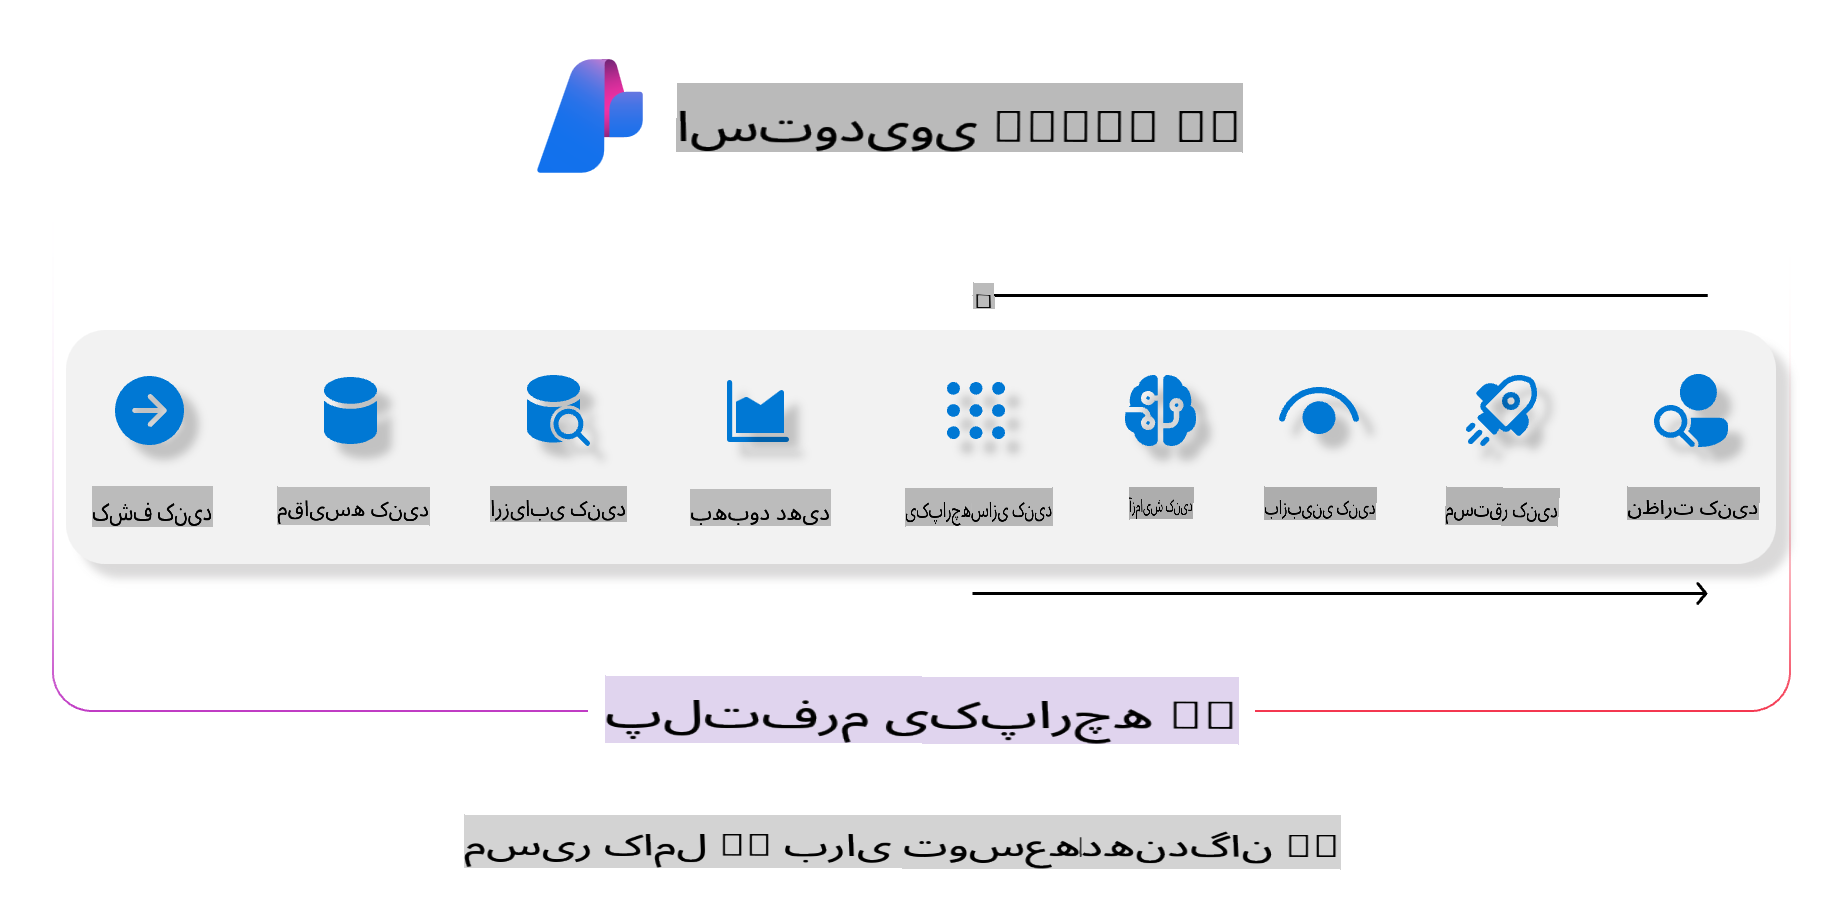 استودیوی
کشف کنید
مقایسه کنید
ارزیابی کنید
بهبود دهید
یکپارچه‌سازی کنید
آزمایش کنید
بازبینی کنید
مستقر کنید
نظارت کنید
پلتفرم یکپارچه
مسیر کامل برای توسعه‌دهندگان